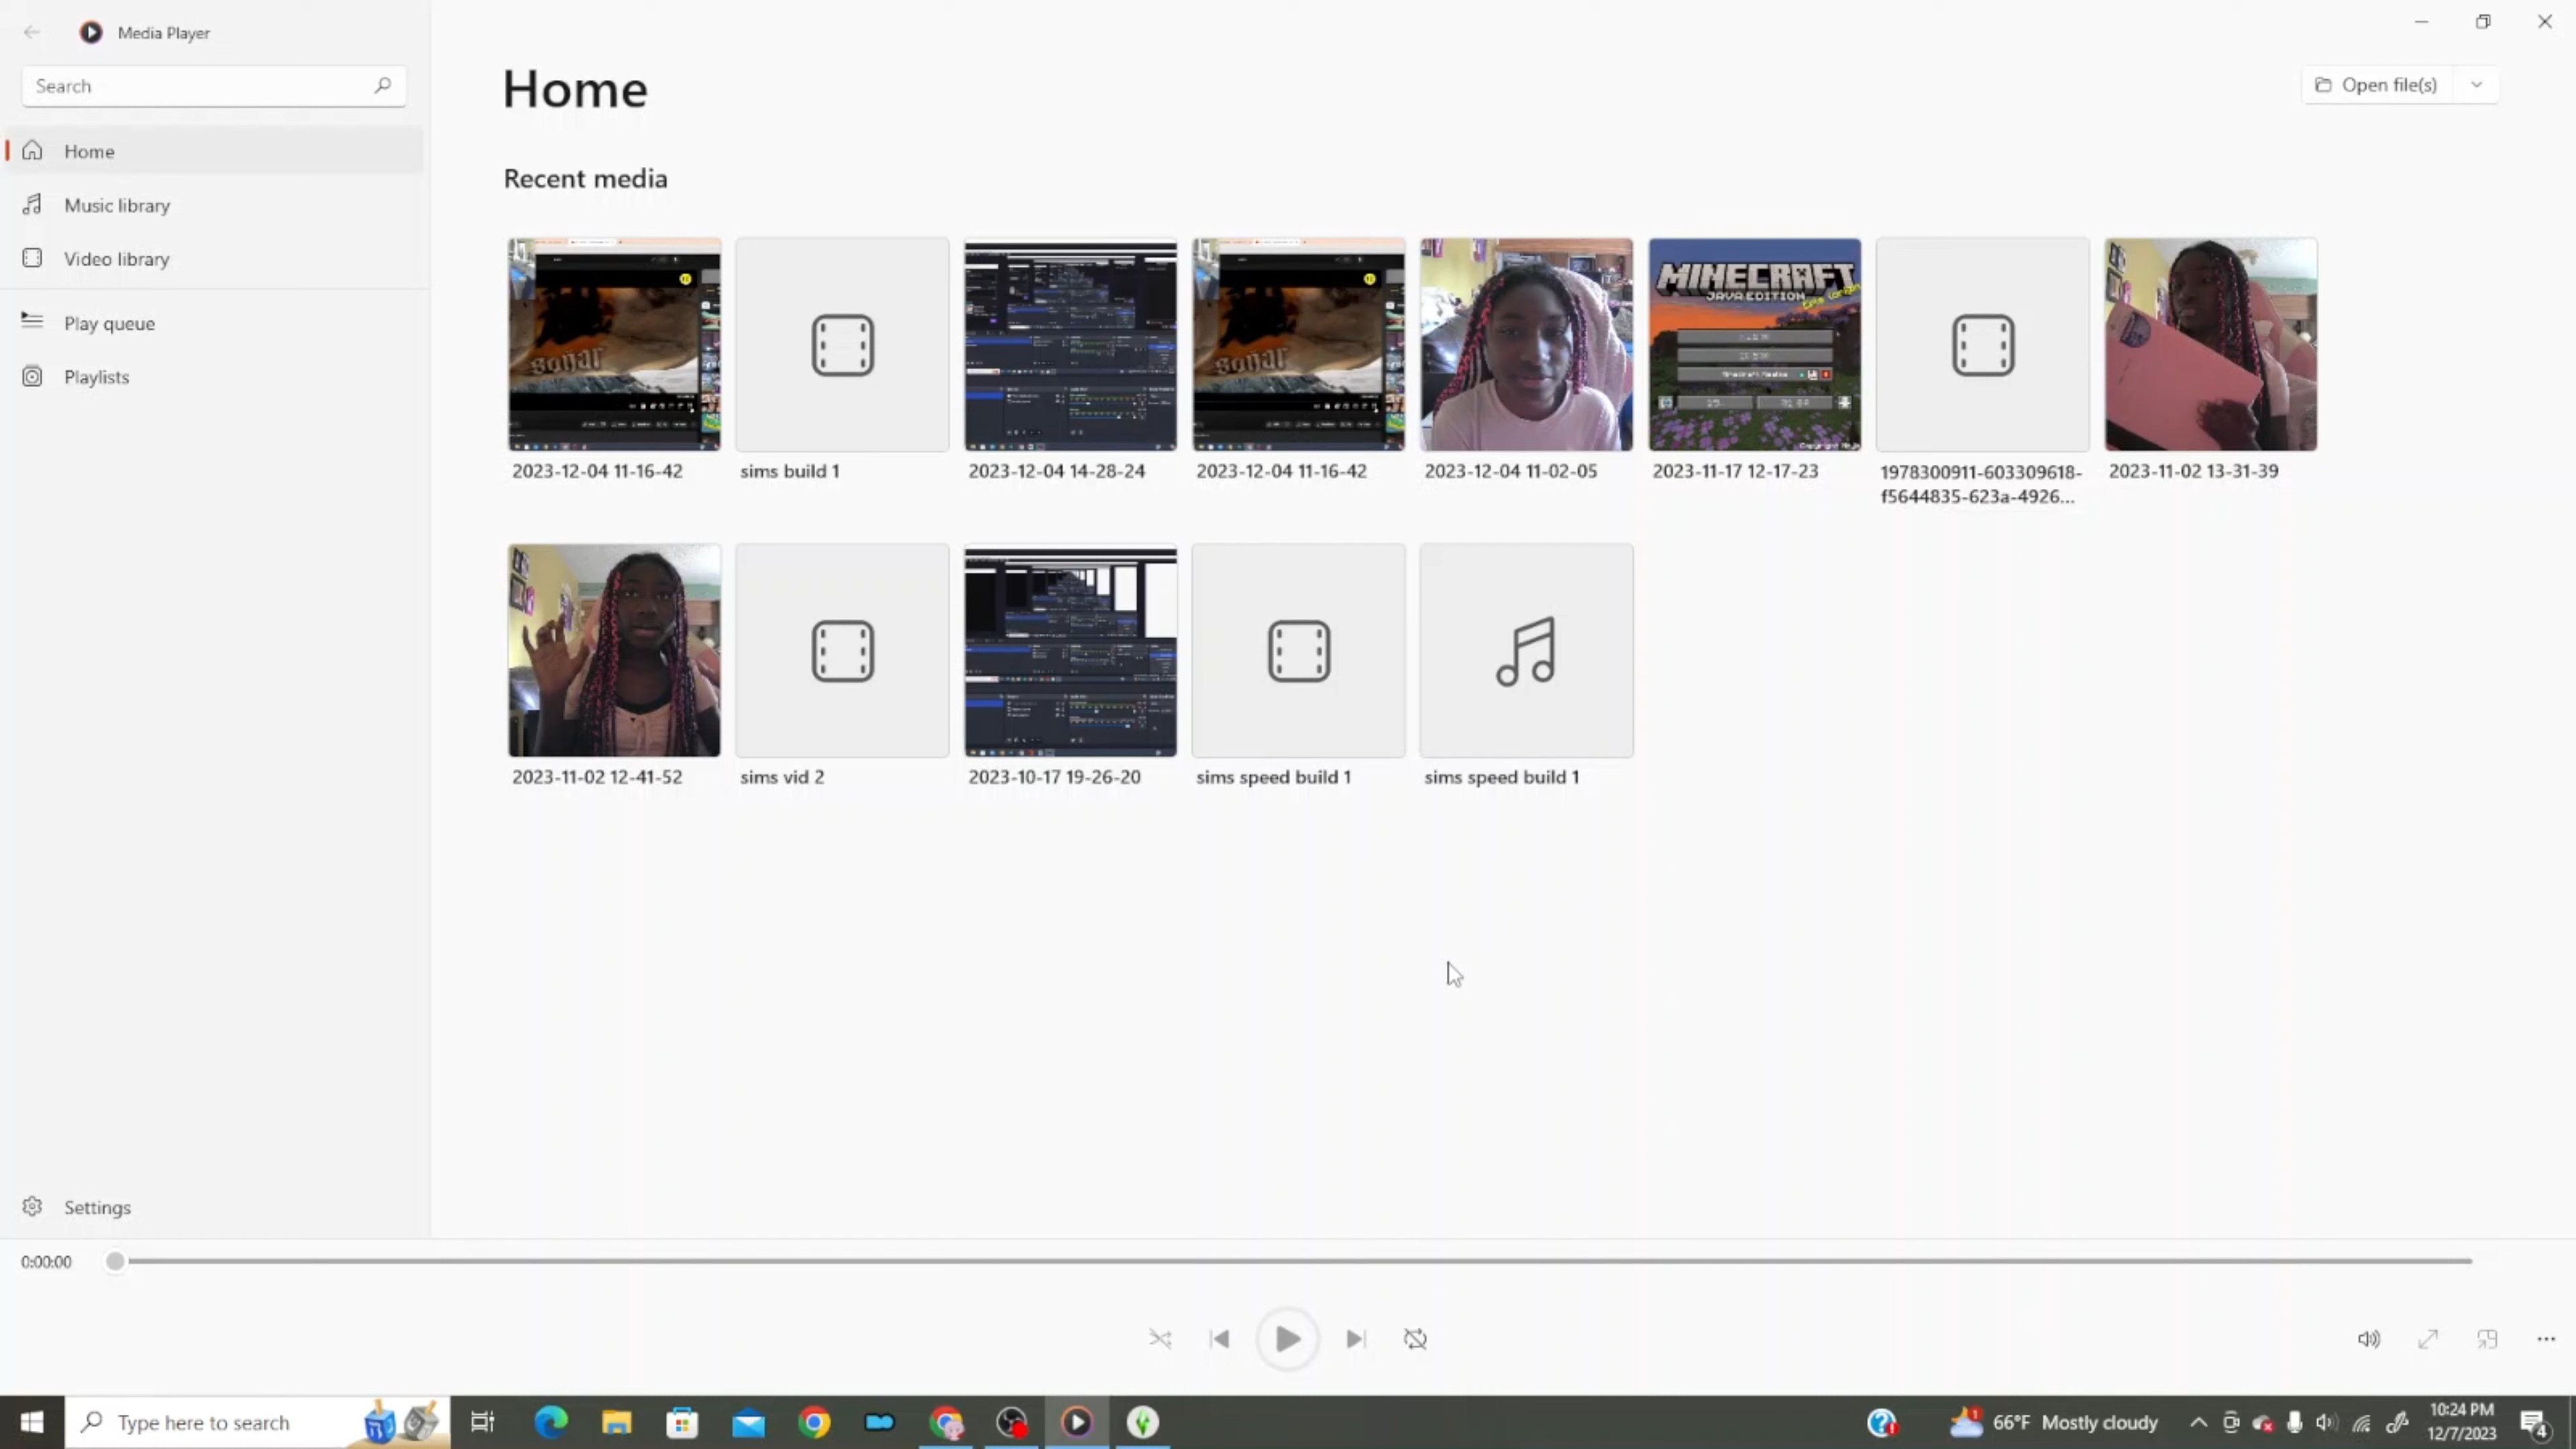 Media Player
Search
Home
Music library
Video library
Play queue
Playlists
Settings
Home
Open file(s)
Recent media
sonar
sonar
MINECRAFT
JAVA EDITION
2023-12-04 11-16-42
sims build 1
2023-12-04 14-28-24
2023-12-04 11-16-42
2023-12-04 11-02-05
2023-11-17 12-17-23
1978300911-603309618-
f5644835-623a-4926...
2023-11-02 13-31-39
2023-11-02 12-41-52
sims vid 2
2023-10-17 19-26-20
sims speed build 1
sims speed build 1
0:00:00
Type here to search
66°F Mostly cloudy
10:24 PM
12/7/2023
4